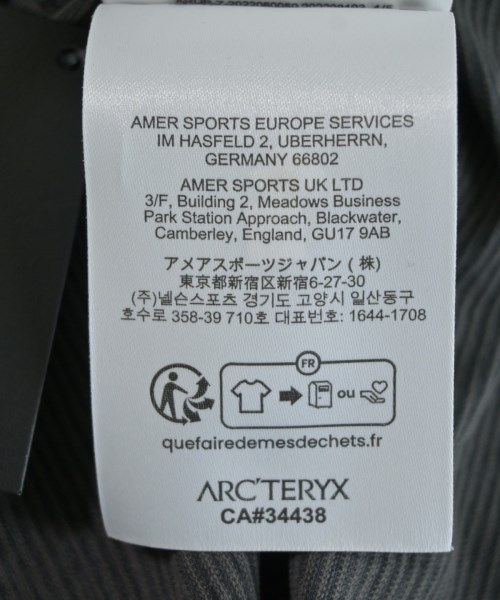 AMER SPORTS EUROPE SERVICES
IM HASFELD 2, UBERHERRN,
GERMANY 66802
AMER SPORTS UK LTD
3/F, Building 2, Meadows Business
Park Station Approach, Blackwater,
Camberley, England, GU17 9AB
アメアスポーツジャパン(株)
東京都新宿区新宿6-27-30
(주)넬슨스포츠 경기도 고양시 일산동구
호수로 358-39 710호 대표번호: 1644-1708
FR
ou
quefairedemesdechets.fr
ARC'TERYX
CA#34438